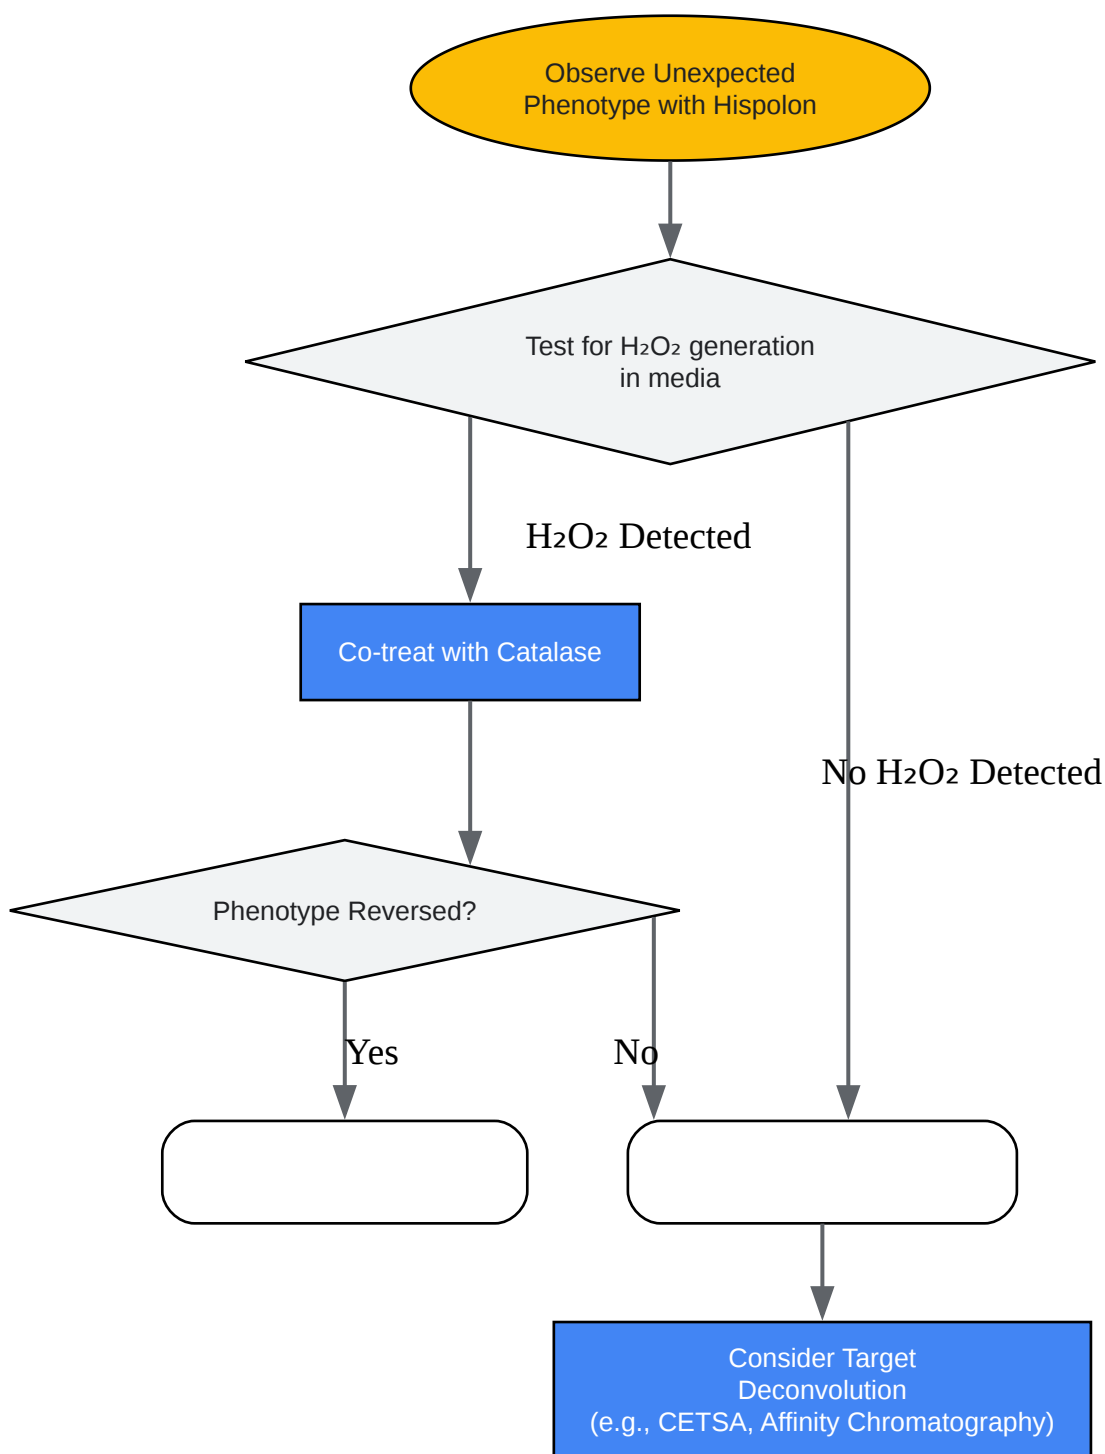 Observe Unexpected
Phenotype with Hispolon
Test for H₂O₂ generation
in media
H₂O₂ Detected
Co-treat with Catalase
No H₂O₂ Detected
Phenotype Reversed?
Yes
No
Consider Target
Deconvolution
(e.g., CETSA, Affinity Chromatography)